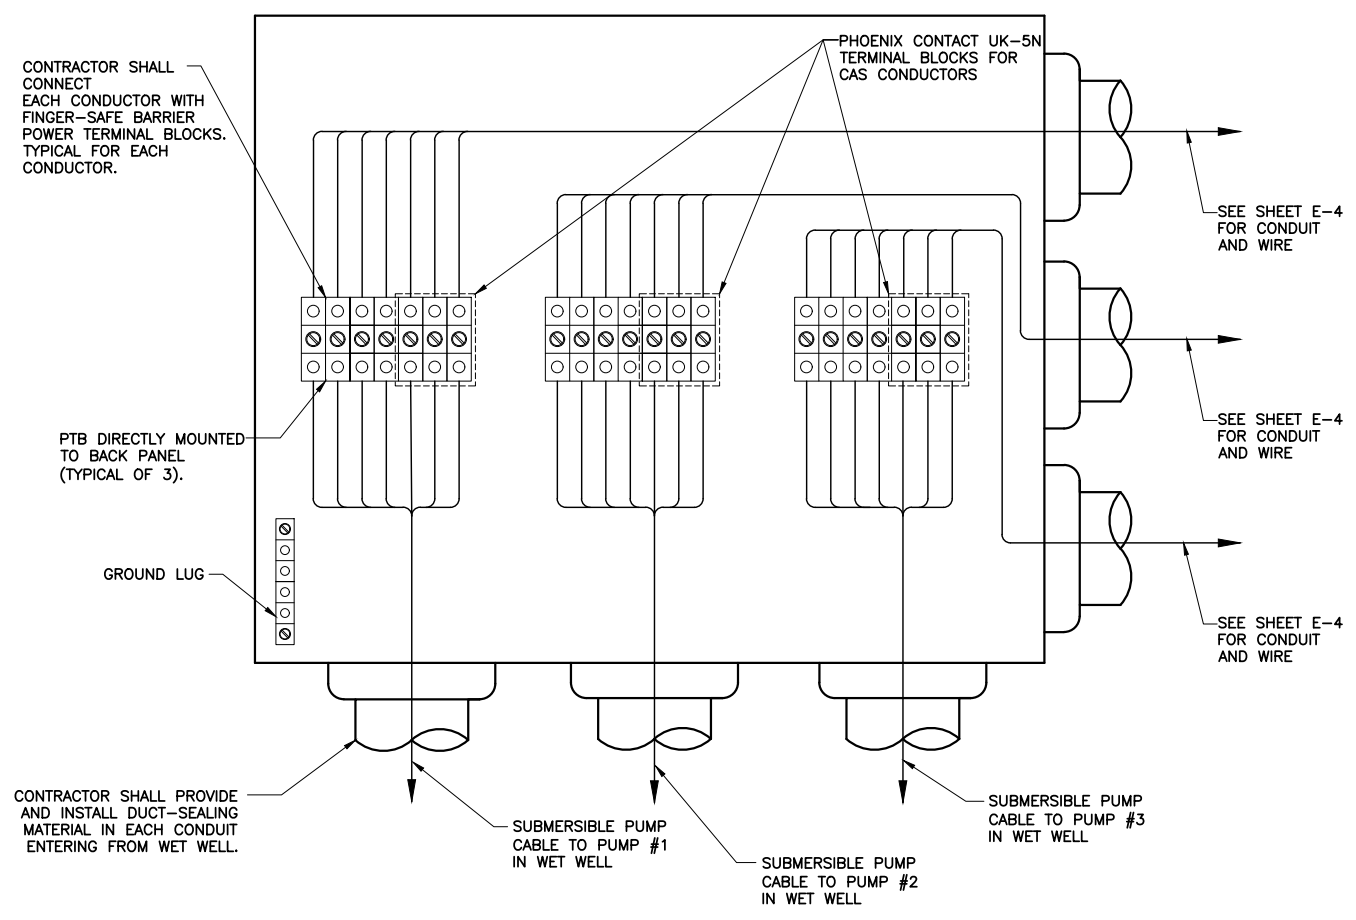 PHOENIX CONTACT UK-5N
TERMINAL BLOCKS FOR
CAS CONDUCTORS
CONTRACTOR SHALL
CONNECT
EACH CONDUCTOR WITH
FINGER-SAFE BARRIER
POWER TERMINAL BLOCKS.
TYPICAL FOR EACH
CONDUCTOR.
SEE SHEET E-4
FOR CONDUIT
AND WIRE
SEE SHEET E-4
FOR CONDUIT
AND WIRE
PTB DIRECTLY MOUNTED
TO BACK PANEL
(TYPICAL OF 3).
GROUND LUG
SEE SHEET E-4
FOR CONDUIT
AND WIRE
CONTRACTOR SHALL PROVIDE
AND INSTALL DUCT-SEALING
MATERIAL IN EACH CONDUIT
ENTERING FROM WET WELL.
SUBMERSIBLE PUMP
CABLE TO PUMP #1
IN WET WELL
SUBMERSIBLE PUMP
CABLE TO PUMP #2
IN WET WELL
SUBMERSIBLE PUMP
CABLE TO PUMP #3
IN WET WELL